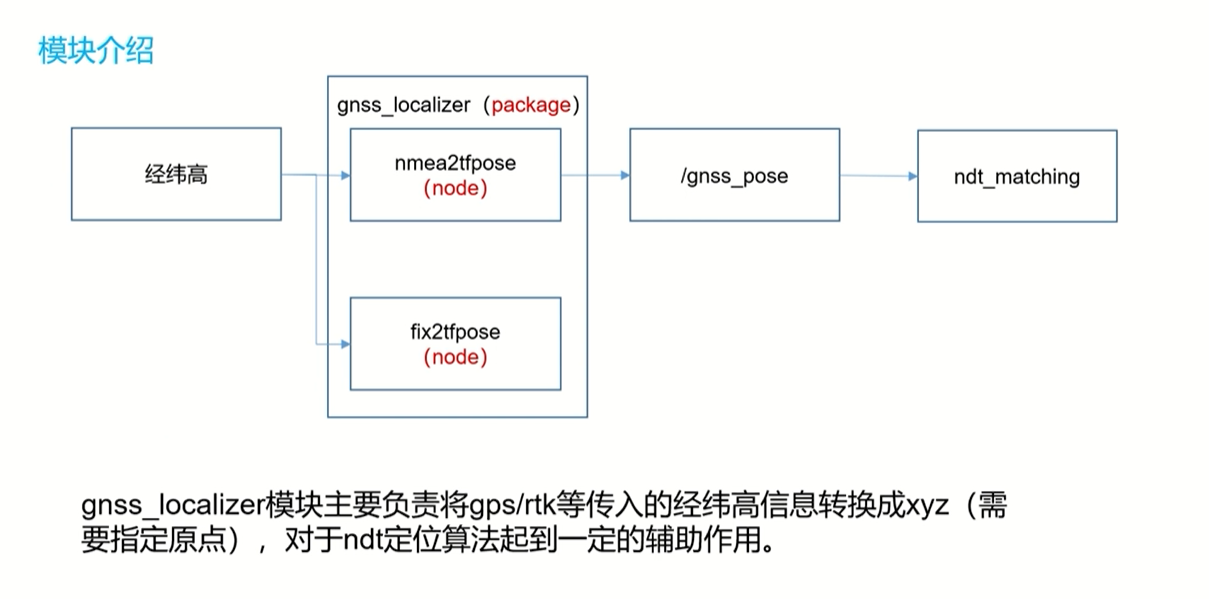 模块介绍
gnss_localizer（package）
经纬高
nmea2tfpose
（node）
/gnss_pose
ndt_matching
fix2tfpose
（node）
gnss_localizer模块主要负责将gps/rtk等传入的经纬高信息转换成xyz（需
要指定原点），对于ndt定位算法起到一定的辅助作用。